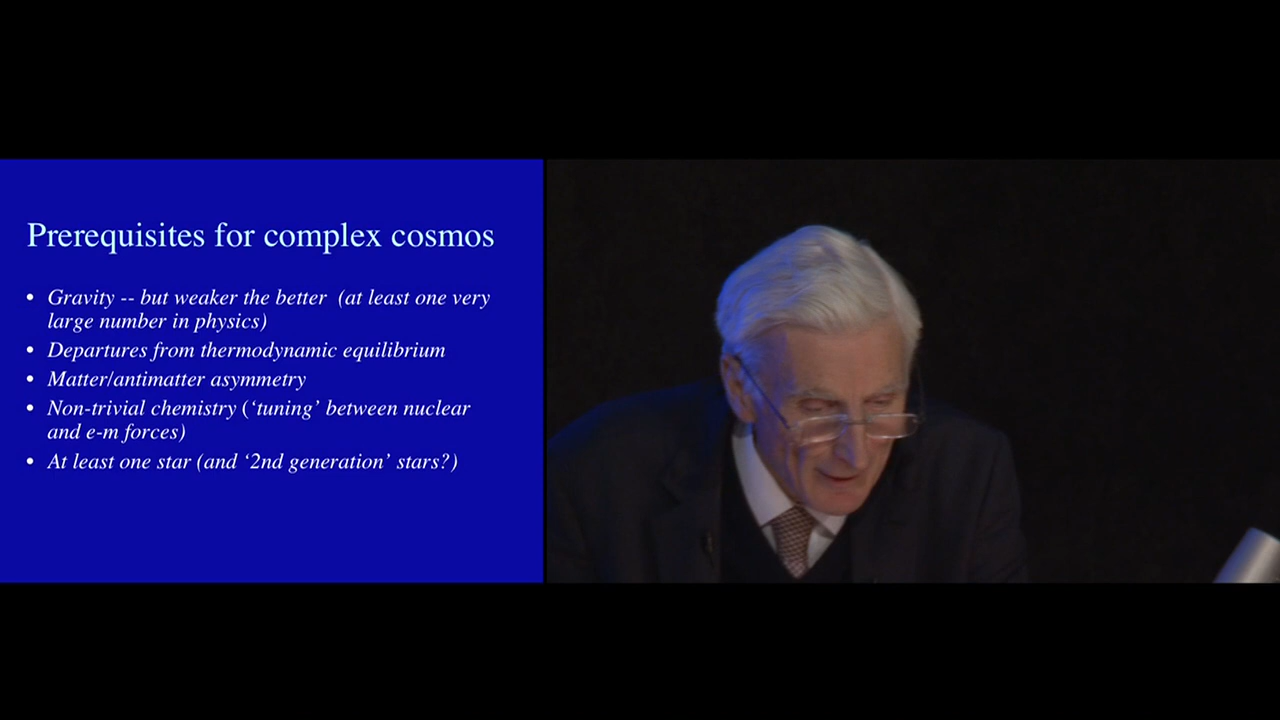 Prerequisites for complex cosmos
• Gravity -- but weaker the better (at least one very
large number in physics)
• Departures from thermodynamic equilibrium
• Matter/antimatter asymmetry
• Non-trivial chemistry (‘tuning’ between nuclear
and e-m forces)
• At least one star (and ‘2nd generation’ stars?)